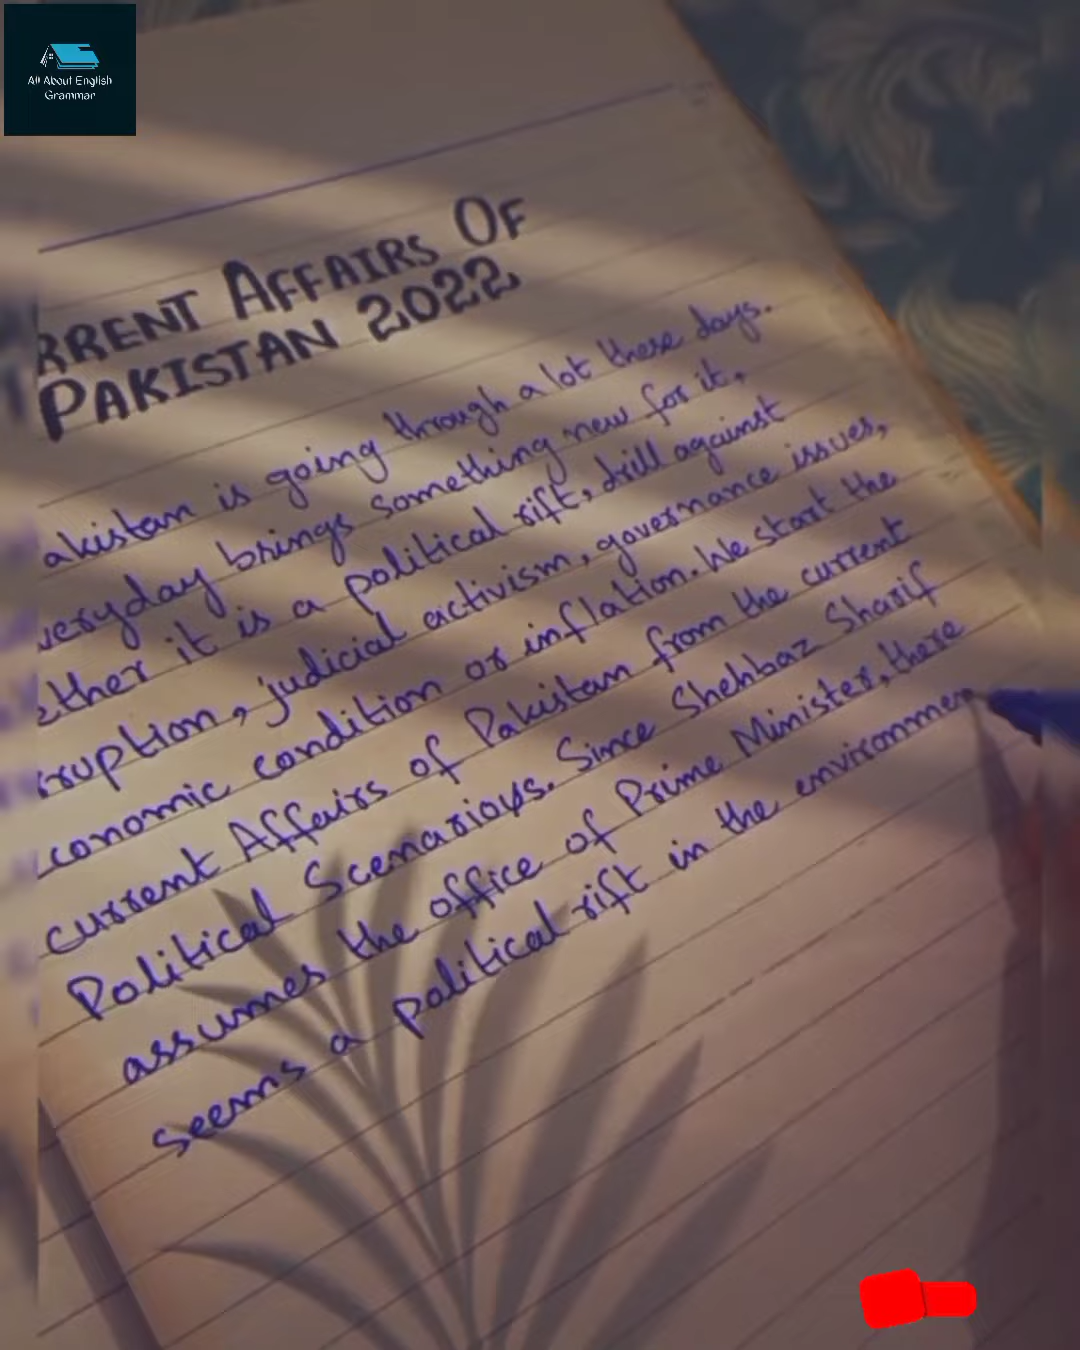 All About English
Grammar
RRENT AFFAIRS OF
PAKISTAN 2022
akistan is going through a lot these days.
veryday brings something new for it,
ether it is a political rift, drill against
rruption, judicial activism, governance issues,
conomic condition or inflation. We start the
current Affairs of Pakistan from the current
Political Scenarioys. Since Shehbaz Sharif
assumes the office of Prime Minister, there
seems a political rift in the environmen